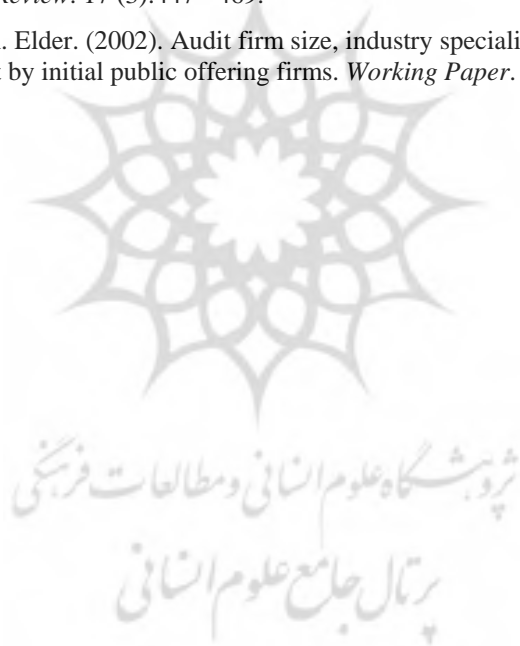 Review. 17 (3):447–469.
. Elder. (2002). Audit firm size, industry speciali
t by initial public offering firms. Working Paper.
پژوهشگاه علوم انسانی و مطالعات فرهنگی
پرتال جامع علوم انسانی